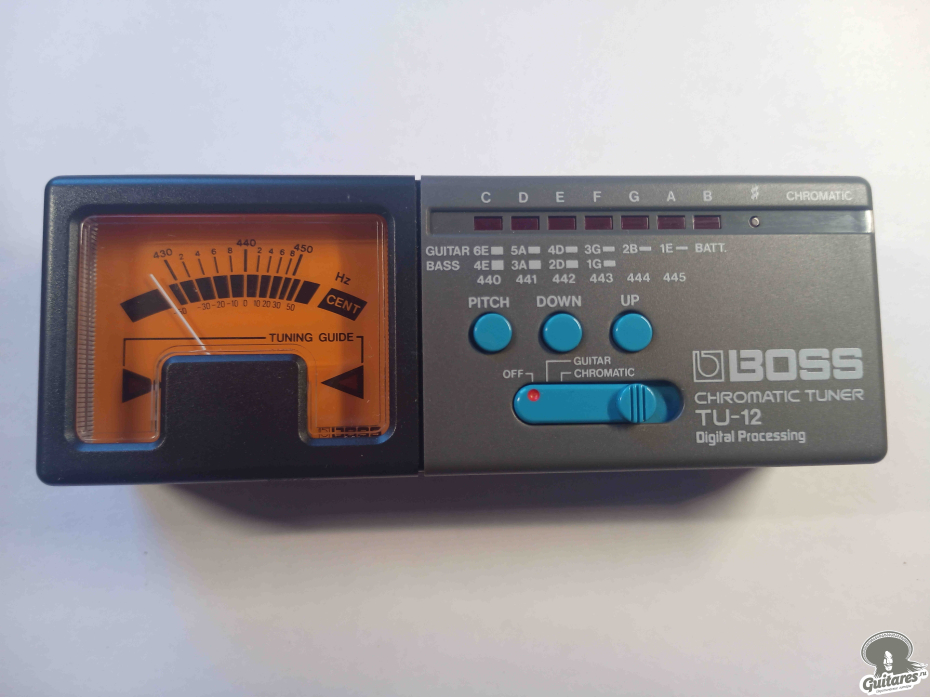 C D E F G A B ♯ CHROMATIC
GUITAR 6E 5A 4D 3G 2B 1E BATT.
BASS 4E 3A 2D 1G
440 441 442 443 444 445
PITCH DOWN UP
GUITAR
OFF CHROMATIC
BOSS
CHROMATIC TUNER
TU-12
Digital Processing
430 4 6 8 440 2 4 6 8 450
Hz
-30 -20 -10 0 10 20 30 50
CENT
TUNING GUIDE
BOSS
Guitares.ru